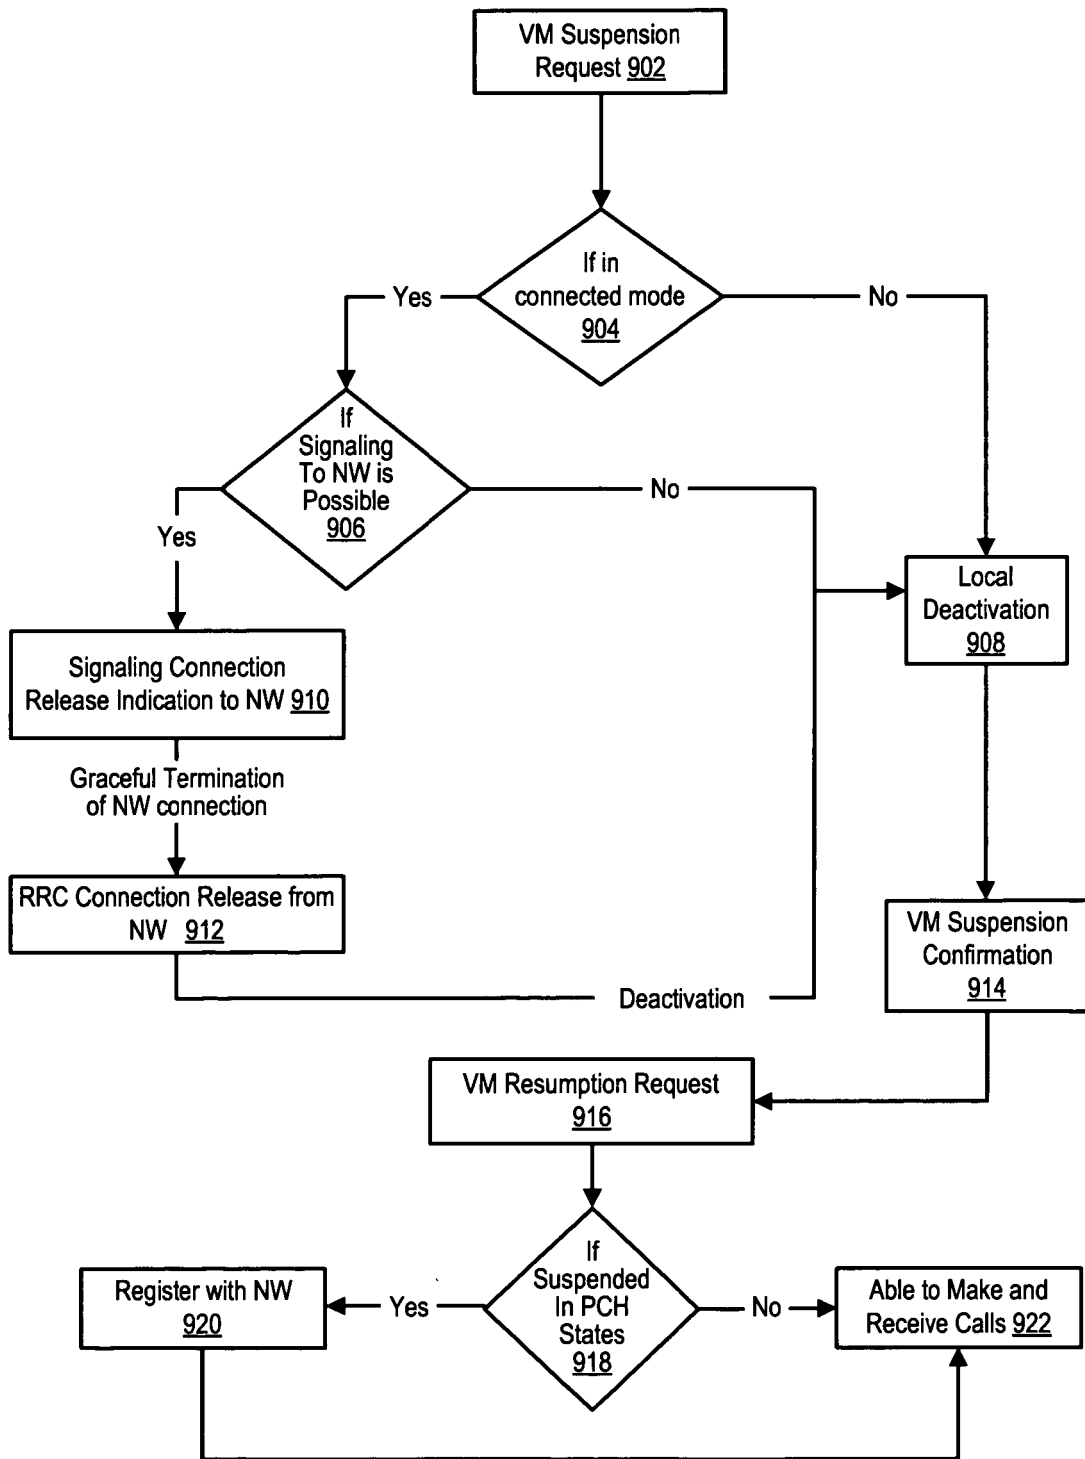 VM Suspension
Request 902
If in
connected mode
904
Yes
No
If
Signaling
To NW is
Possible
906
No
Yes
Local
Deactivation
908
Signaling Connection
Release Indication to NW 910
Graceful Termination
of NW connection
RRC Connection Release from
NW 912
VM Suspension
Confirmation
914
Deactivation
VM Resumption Request
916
If
Suspended
In PCH
States
918
Register with NW
920
Yes
No
Able to Make and
Receive Calls 922